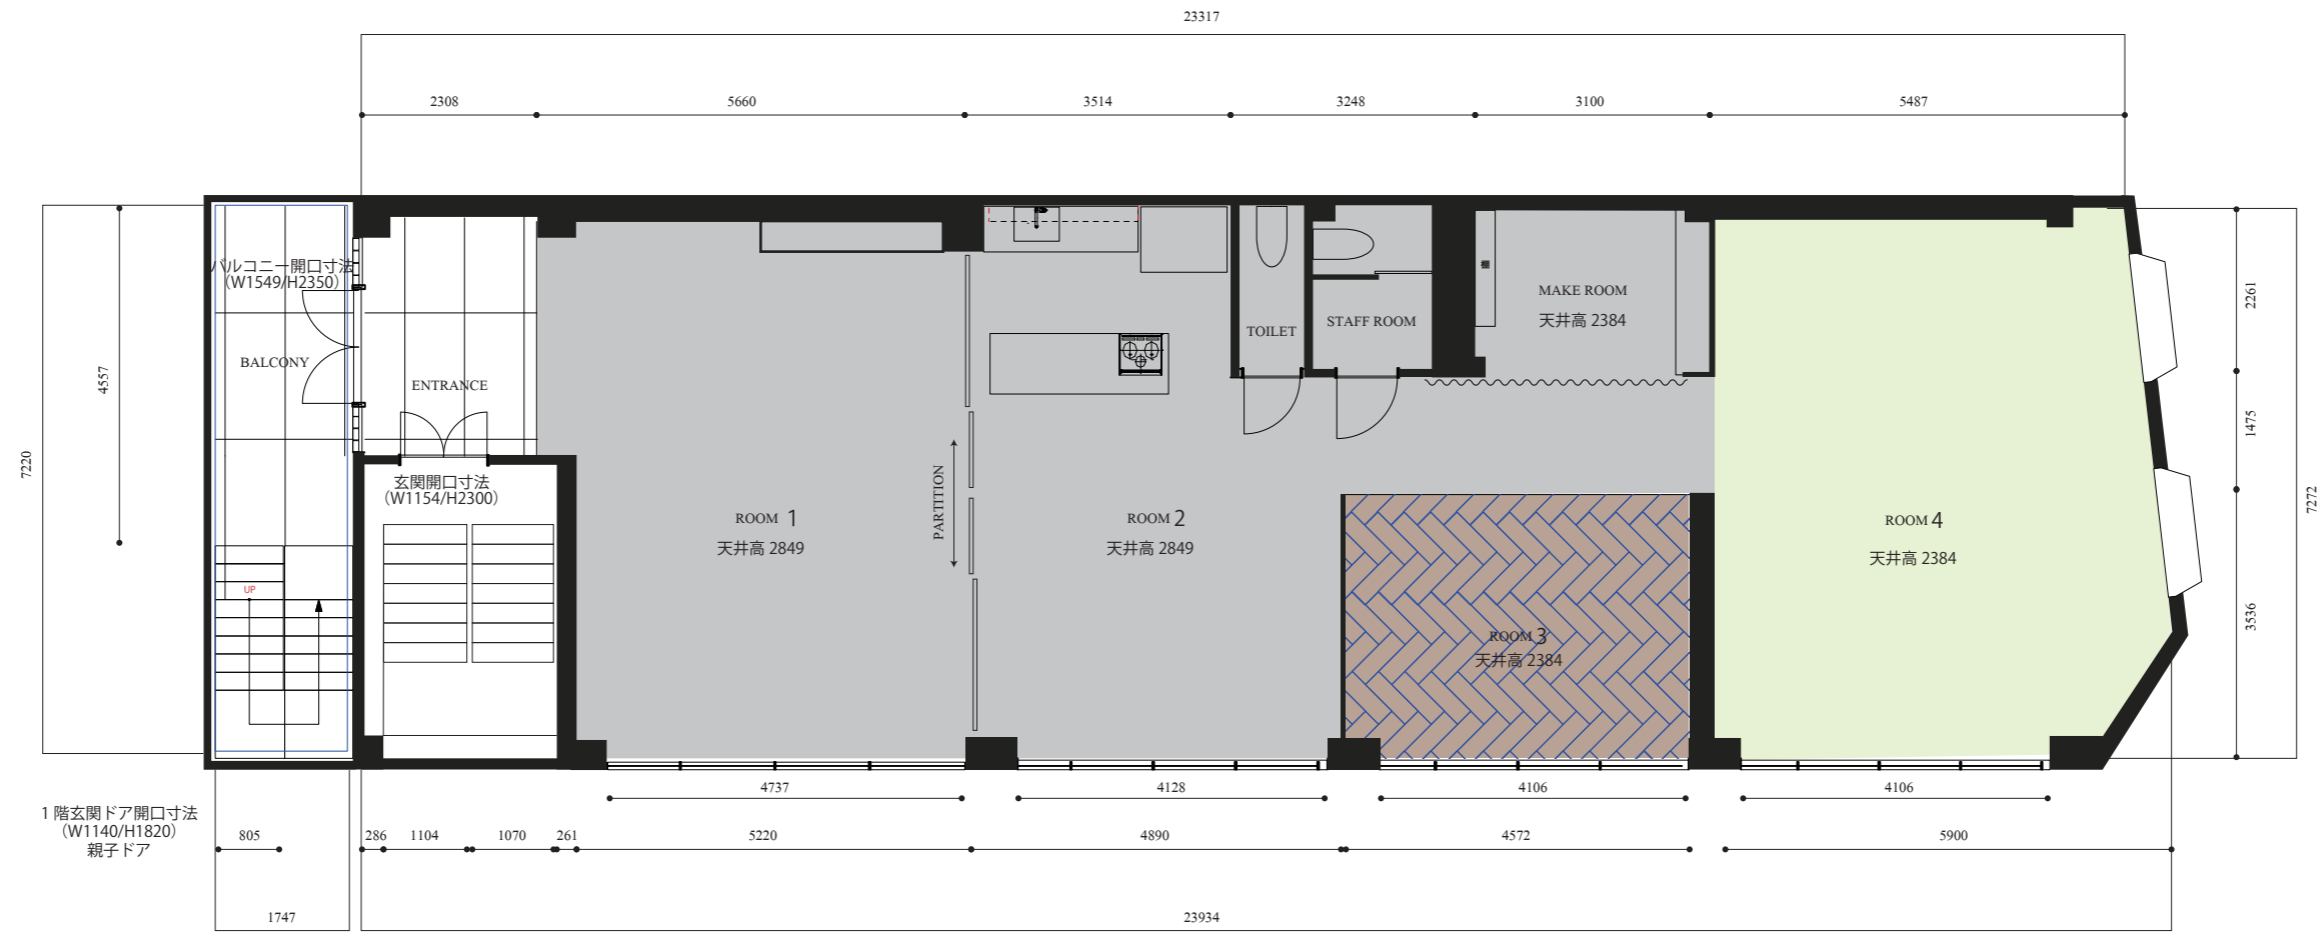 23317
2308
5660
3514
3248
3100
5487
バルコニー開口寸法
（W1549/H2350）
BALCONY
ENTRANCE
玄関開口寸法
（W1154/H2300）
UP
4557
7220
ROOM 1
天井高 2849
PARTITION
ROOM 2
天井高 2849
TOILET
STAFF ROOM
MAKE ROOM
天井高 2384
ROOM 3
天井高 2384
ROOM 4
天井高 2384
2261
1475
3536
7272
4737
4128
4106
4106
1 階玄関ドア開口寸法
（W1140/H1820）
親子ドア
805
286
1104
1070
261
5220
4890
4572
5900
1747
23934